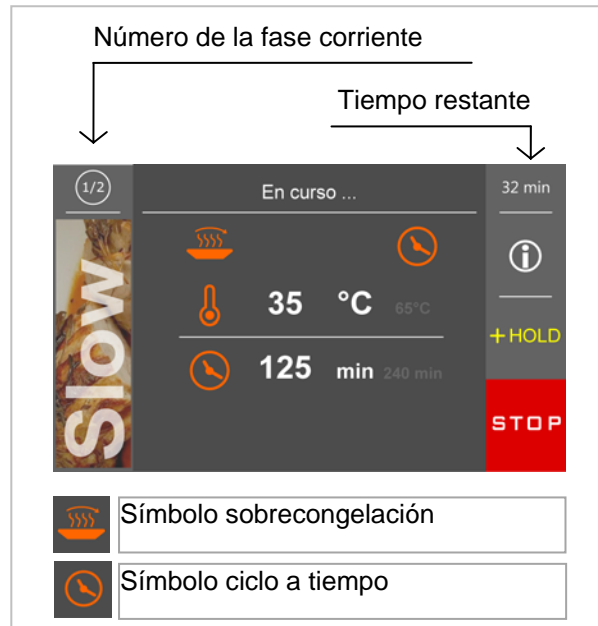 Número de la fase corriente
Tiempo restante
1/2
En curso ...
32 min
Slow
35 °C 65°C
+ HOLD
125 min 240 min
STOP
Símbolo sobrecongelación
Símbolo ciclo a tiempo